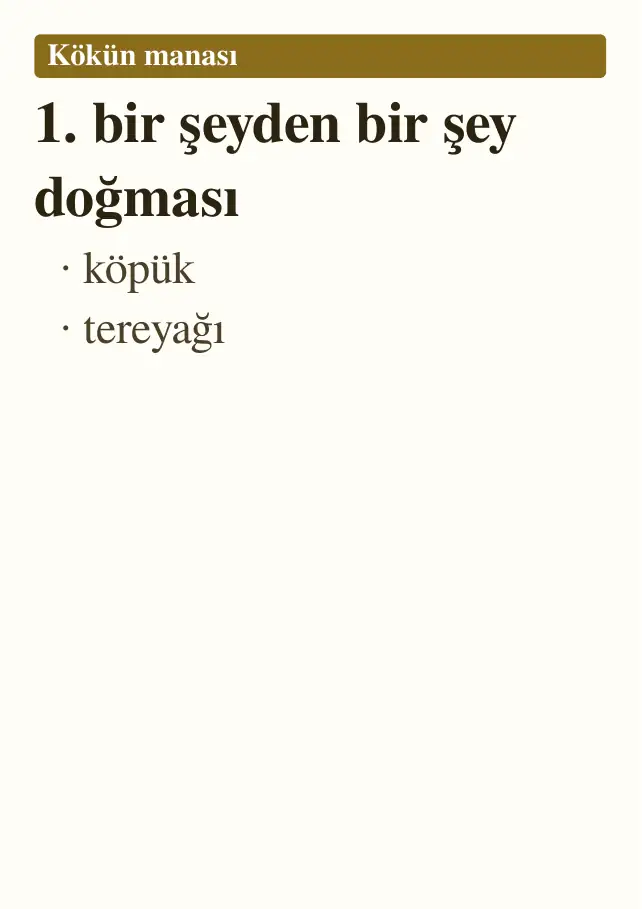 Kökün manası
1. bir şeyden bir şey
doğması
· köpük
· tereyağı